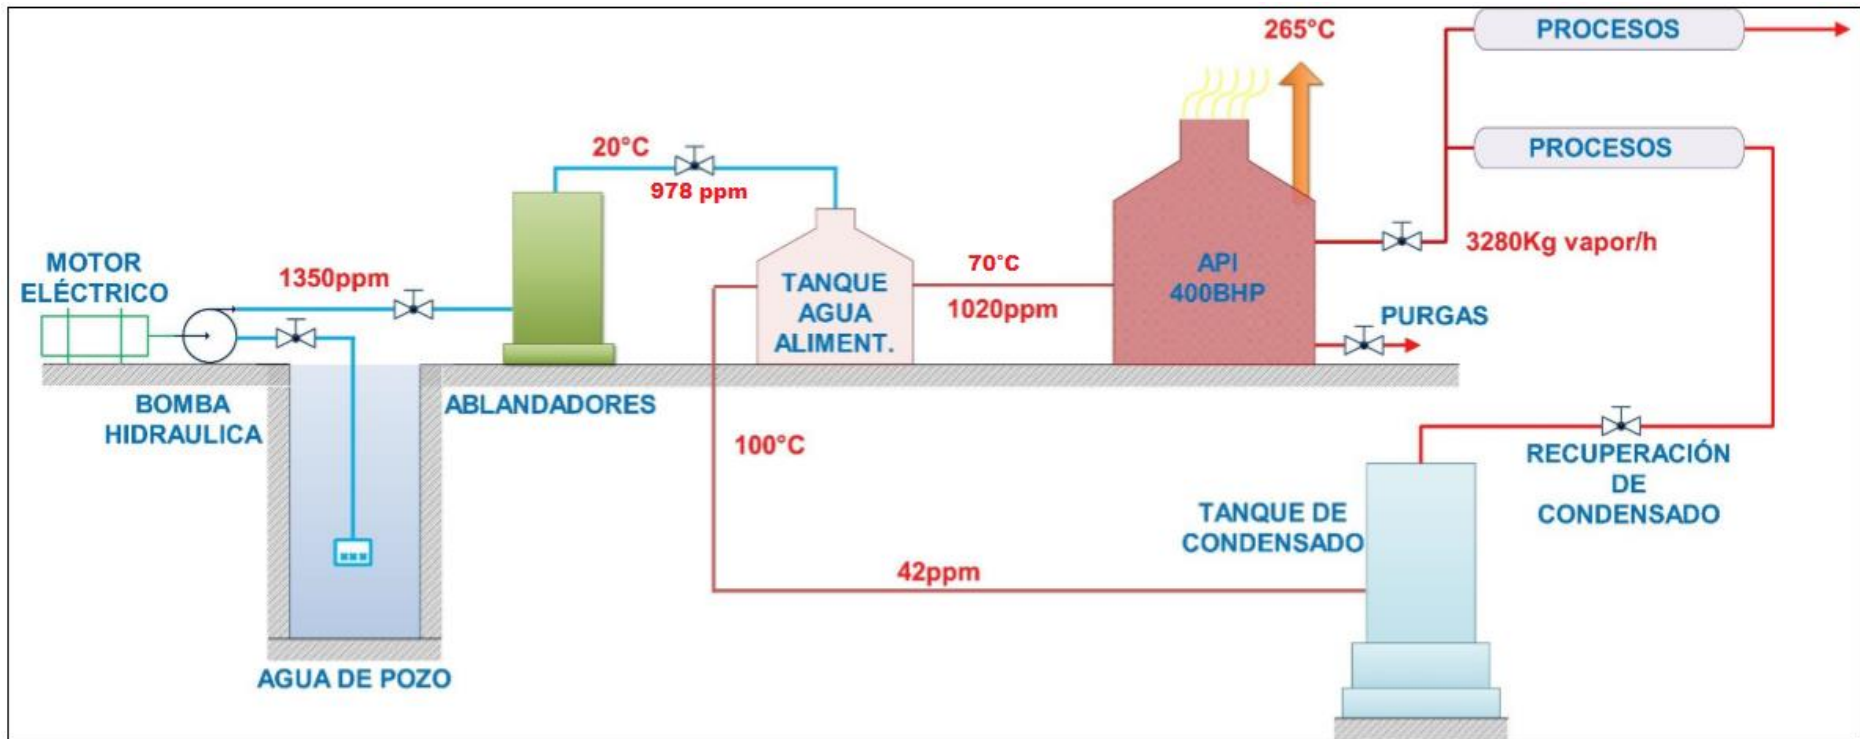 265°C
PROCESOS
PROCESOS
20°C
978 ppm
MOTOR
ELÉCTRICO
1350ppm
TANQUE
AGUA
ALIMENT.
70°C
1020ppm
API
400BHP
3280Kg vapor/h
PURGAS
BOMBA
HIDRAULICA
ABLANDADORES
100°C
RECUPERACIÓN
DE
CONDENSADO
TANQUE DE
CONDENSADO
42ppm
AGUA DE POZO